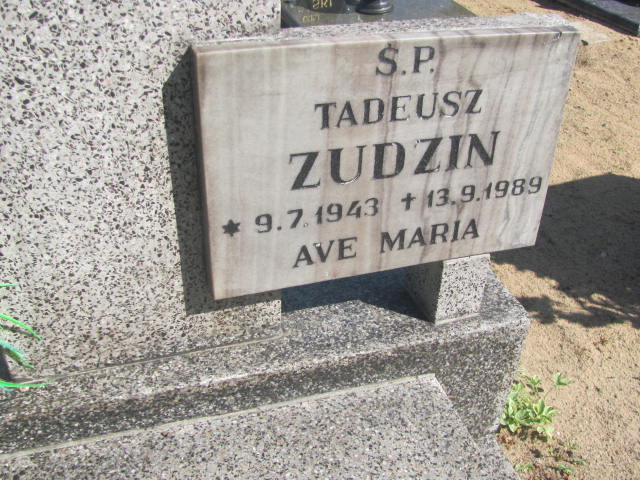 Ś.P.
TADEUSZ
ZUDZIN
* 9.7.1943 ✝ 13.9.1989
AVE MARIA